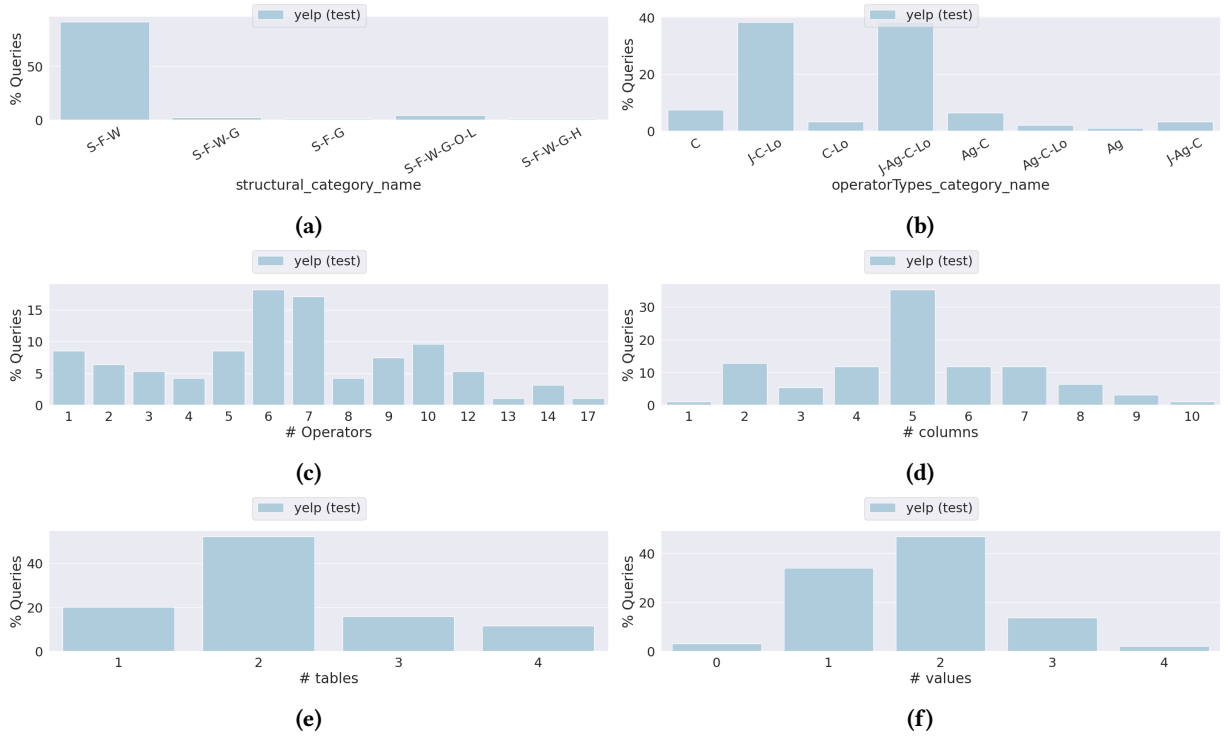 yelp (test)
% Queries
50
0
S-F-W
S-F-W-G
S-F-G
S-F-W-G-O-L
S-F-W-G-H
structural_category_name
(a)
yelp (test)
% Queries
40
20
0
C
J-C-Lo
C-Lo
J-Ag-C-Lo
Ag-C
Ag-C-Lo
Ag
J-Ag-C
operatorTypes_category_name
(b)
yelp (test)
% Queries
15
10
5
0
1 2 3 4 5 6 7 8 9 10 12 13 14 17
# Operators
(c)
yelp (test)
% Queries
30
20
10
0
1 2 3 4 5 6 7 8 9 10
# columns
(d)
yelp (test)
% Queries
40
20
0
1 2 3 4
# tables
(e)
yelp (test)
% Queries
40
20
0
0 1 2 3 4
# values
(f)